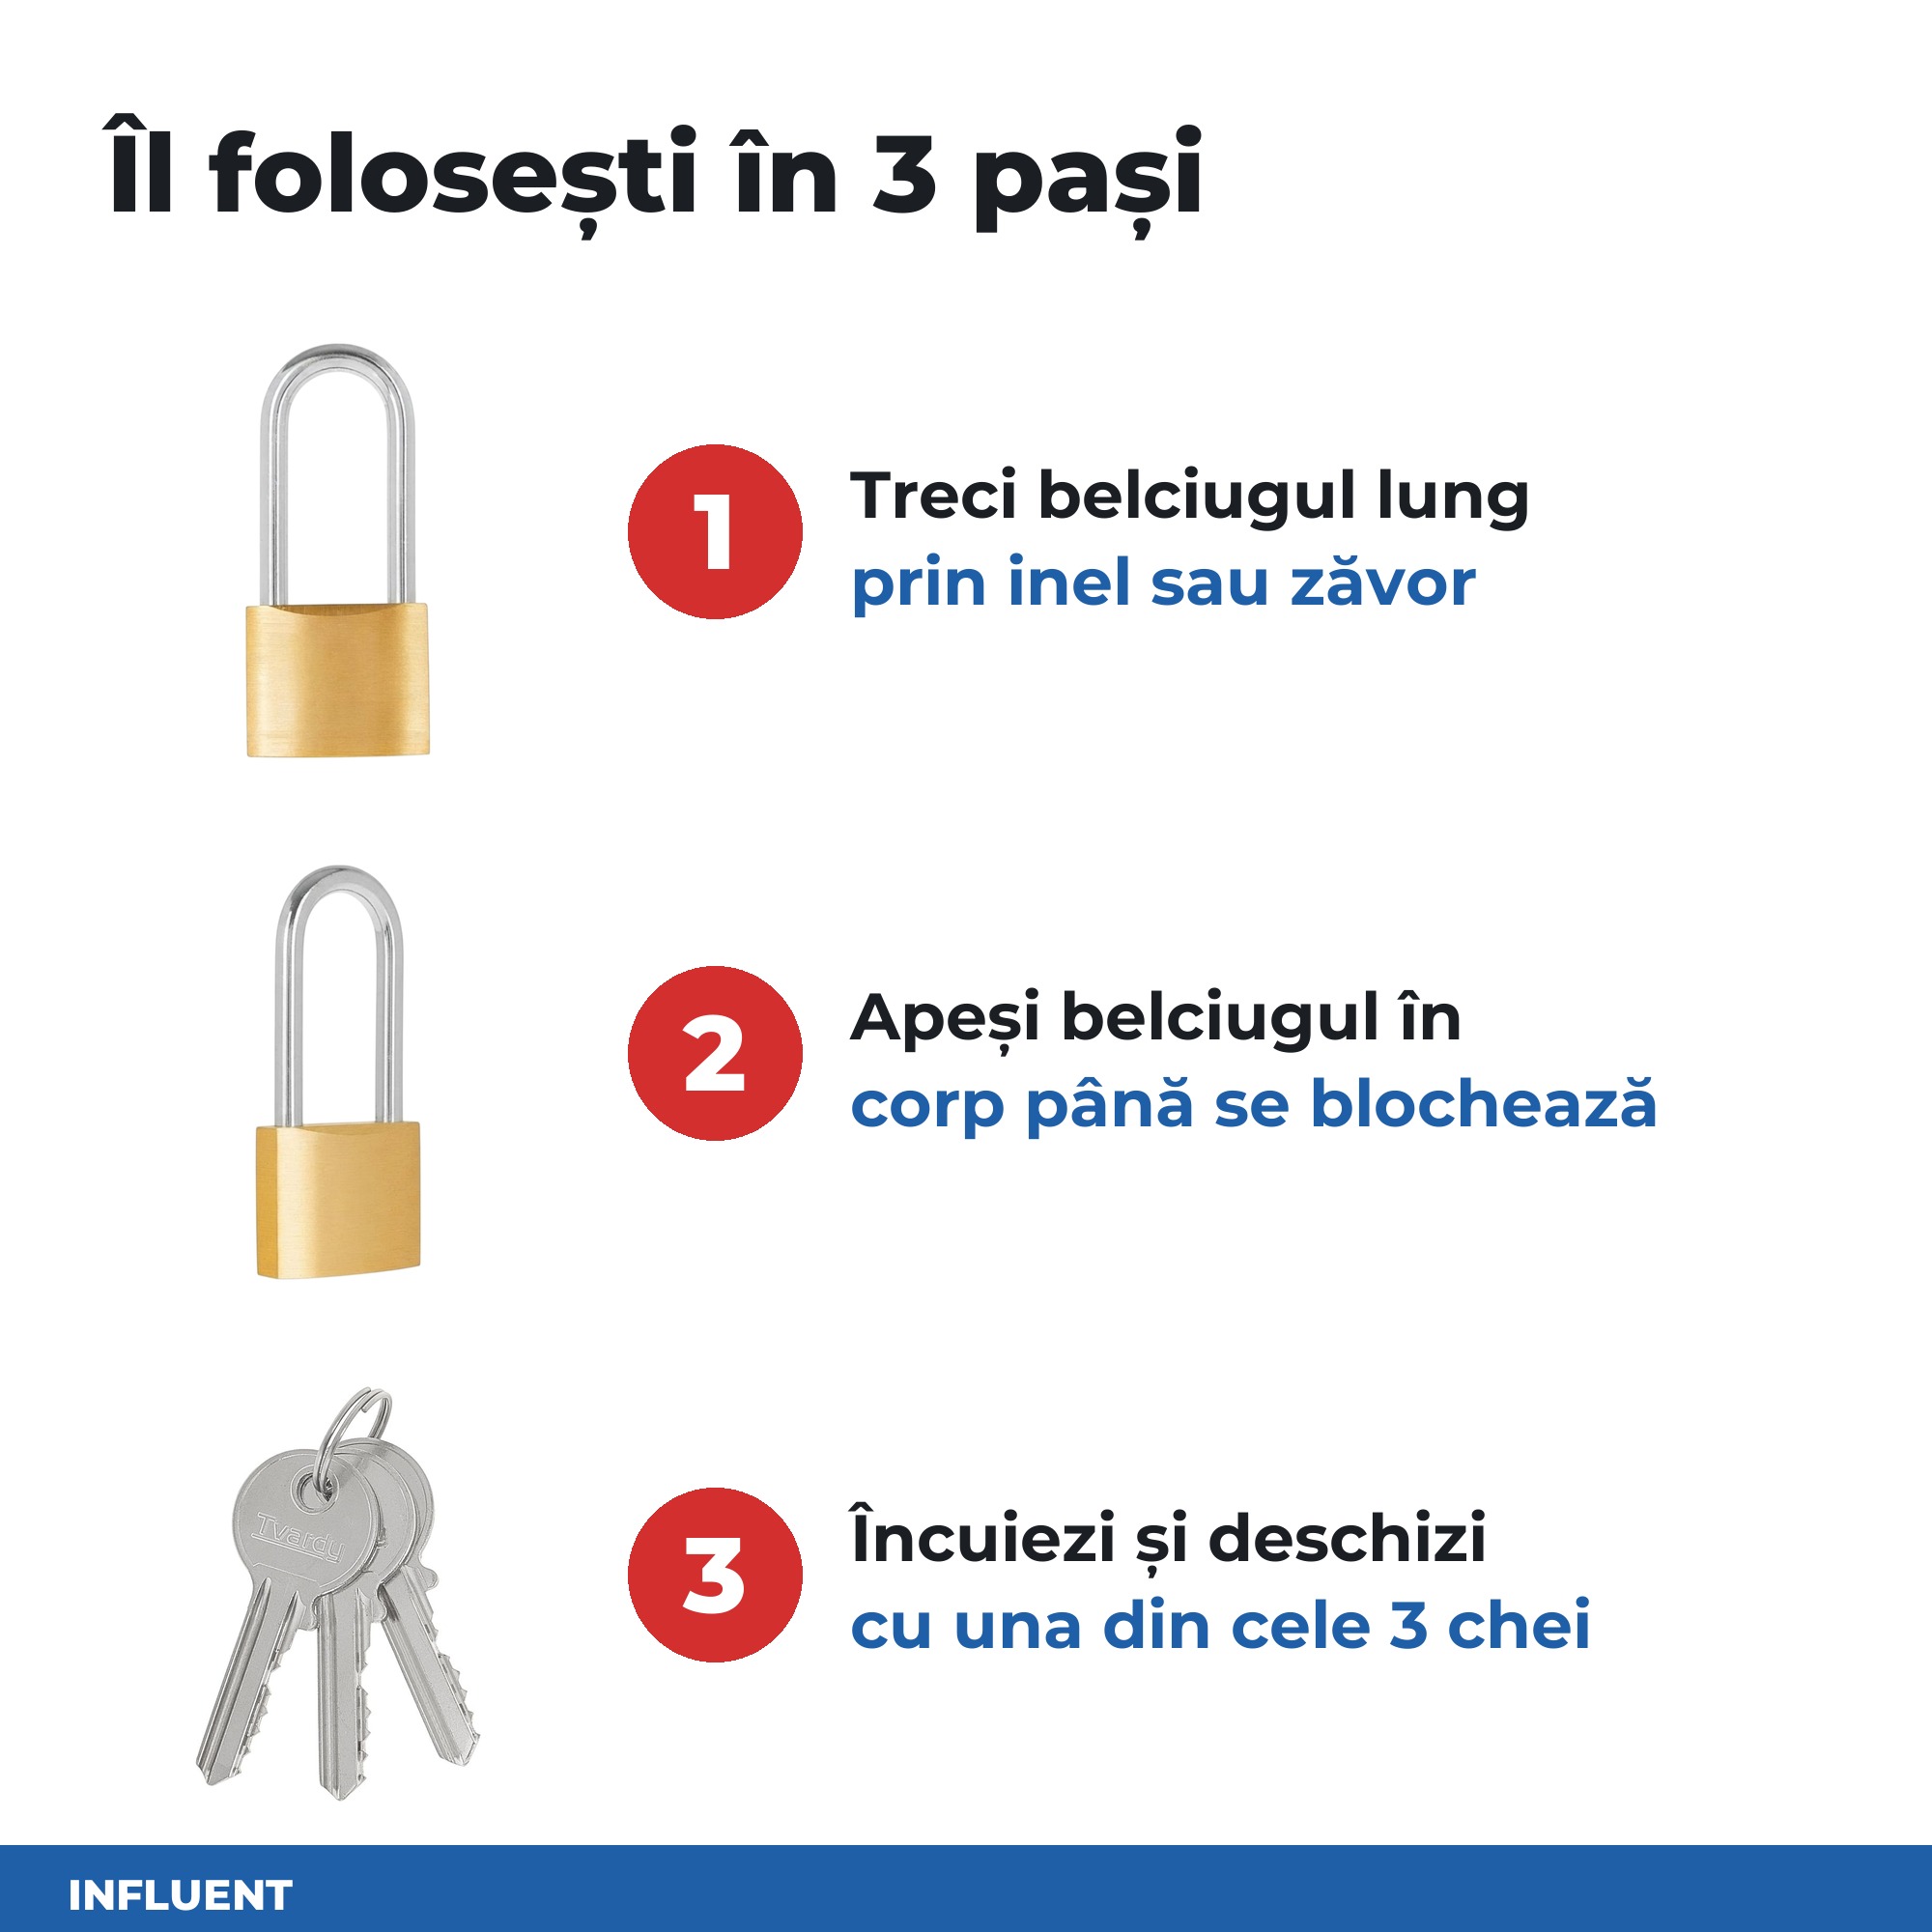 Îl folosești în 3 pași
1
Treci belciugul lung
prin inel sau zăvor
2
Apeși belciugul în
corp până se blochează
Tvardy
3
Încuiezi și deschizi
cu una din cele 3 chei
INFLUENT